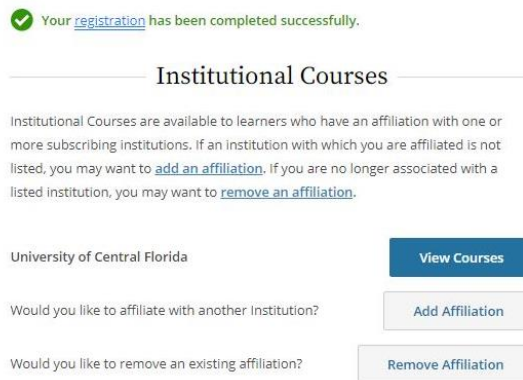 Your registration has been completed successfully.
Institutional Courses
Institutional Courses are available to learners who have an affiliation with one or
more subscribing institutions. If an institution with which you are affiliated is not
listed, you may want to add an affiliation. If you are no longer associated with a
listed institution, you may want to remove an affiliation.
University of Central Florida View Courses
Would you like to affiliate with another Institution? Add Affiliation
Would you like to remove an existing affiliation? Remove Affiliation